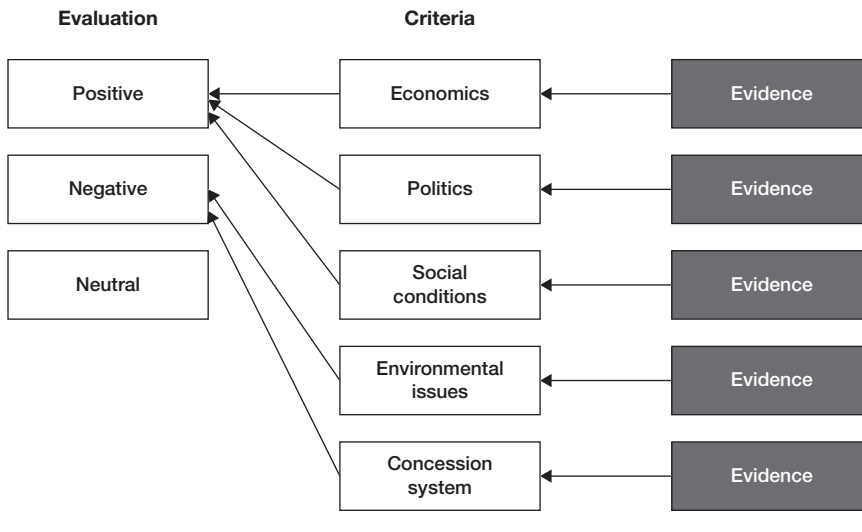 Evaluation Criteria
Positive Economics Evidence
Negative Politics Evidence
Neutral Social
conditions Evidence
Environmental
issues Evidence
Concession
system Evidence